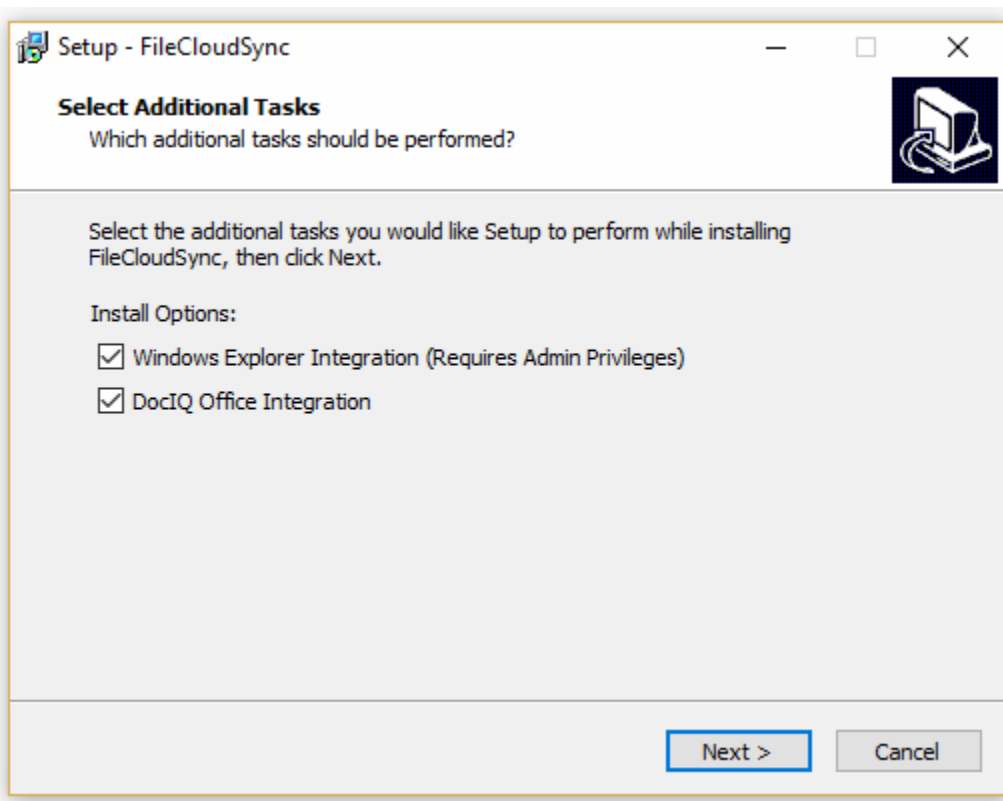 Setup - FileCloudSync
Select Additional Tasks
Which additional tasks should be performed?
Select the additional tasks you would like Setup to perform while installing
FileCloudSync, then click Next.
Install Options:
Windows Explorer Integration (Requires Admin Privileges)
DocIQ Office Integration
Next >
Cancel